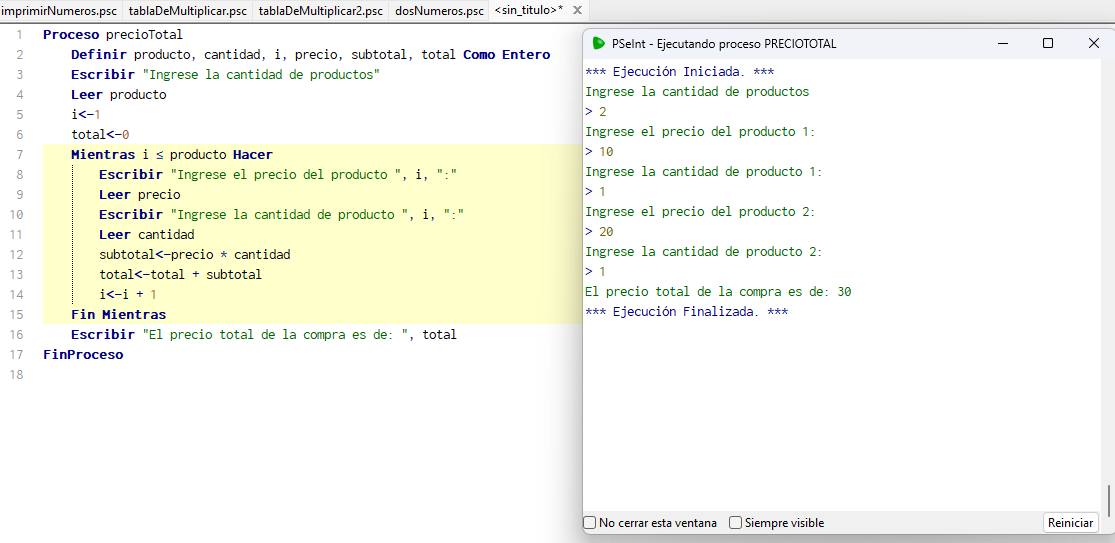 imprimirNumeros.psc tablaDeMultiplicar.psc tablaDeMultiplicar2.psc dosNumeros.psc <sin_titulo>*
1 Proceso precioTotal
2 Definir producto, cantidad, i, precio, subtotal, total Como Entero
3 Escribir "Ingrese la cantidad de productos"
4 Leer producto
5 i<-1
6 total<-0
7 Mientras i ≤ producto Hacer
8 Escribir "Ingrese el precio del producto ", i, ":"
9 Leer precio
10 Escribir "Ingrese la cantidad de producto ", i, ":"
11 Leer cantidad
12 subtotal<-precio * cantidad
13 total<-total + subtotal
14 i<-i + 1
15 Fin Mientras
16 Escribir "El precio total de la compra es de: ", total
17 FinProceso
18
PSeInt - Ejecutando proceso PRECIOTOTAL
*** Ejecución Iniciada. ***
Ingrese la cantidad de productos
> 2
Ingrese el precio del producto 1:
> 10
Ingrese la cantidad de producto 1:
> 1
Ingrese el precio del producto 2:
> 20
Ingrese la cantidad de producto 2:
> 1
El precio total de la compra es de: 30
*** Ejecución Finalizada. ***
No cerrar esta ventana Siempre visible Reiniciar